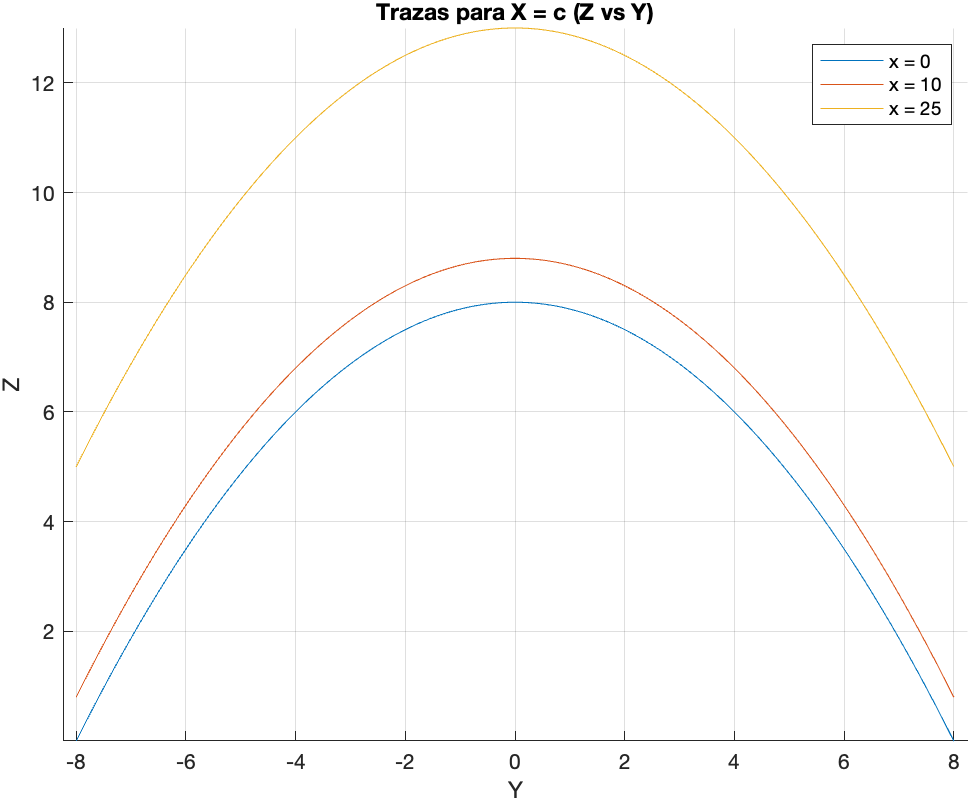 Trazas para X = c (Z vs Y)
x = 0
x = 10
x = 25
12
10
8
6
4
2
Z
-8 -6 -4 -2 0 2 4 6 8
Y